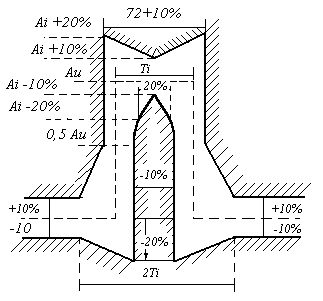 72+10%
Ai +20%
Ai +10%
Au
Ti
Ai -10%
20%
Ai -20%
0,5 Au
-10%
+10%
-10
+10%
-10%
-20%
2Ti